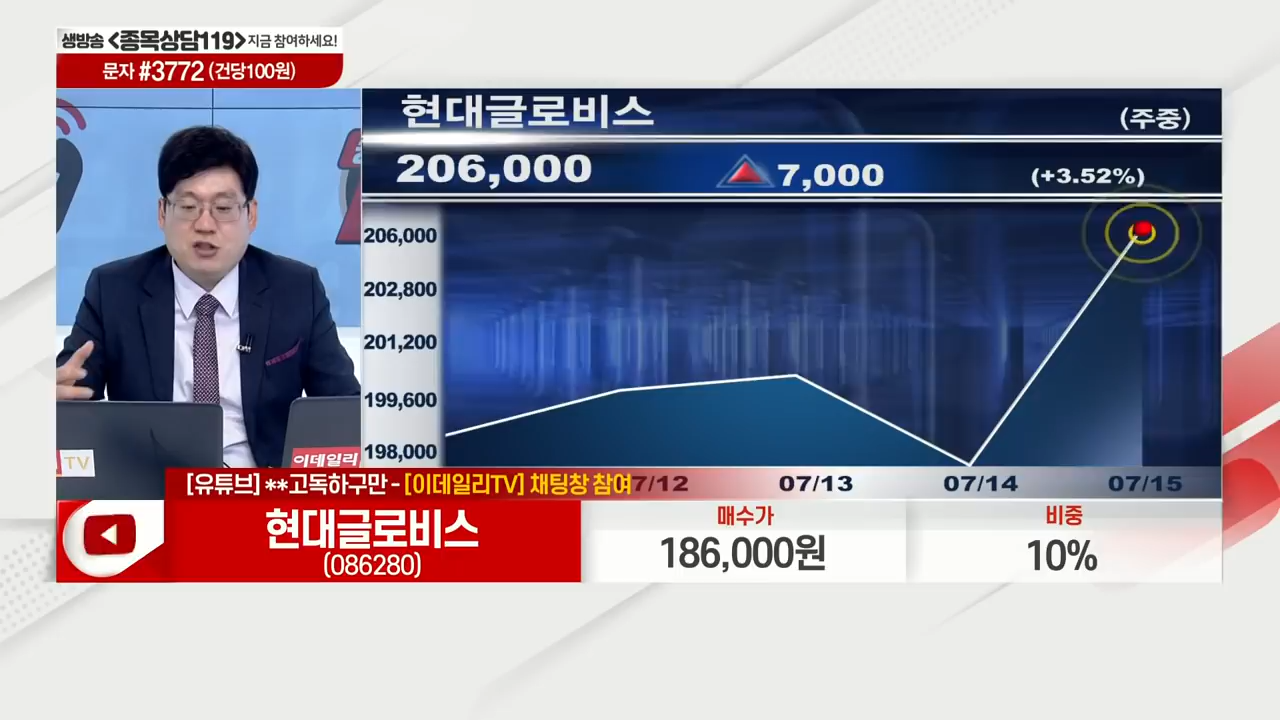 생방송 <종목상담119> 지금 참여하세요!
문자 #3772 (건당100원)
현대글로비스 (주중)
206,000 7,000 (+3.52%)
206,000
202,800
201,200
199,600
198,000
7/12 07/13 07/14 07/15
TV
이데일리
[유튜브] **고독하구만 - [이데일리TV] 채팅창 참여
현대글로비스
(086280)
매수가
186,000원
비중
10%